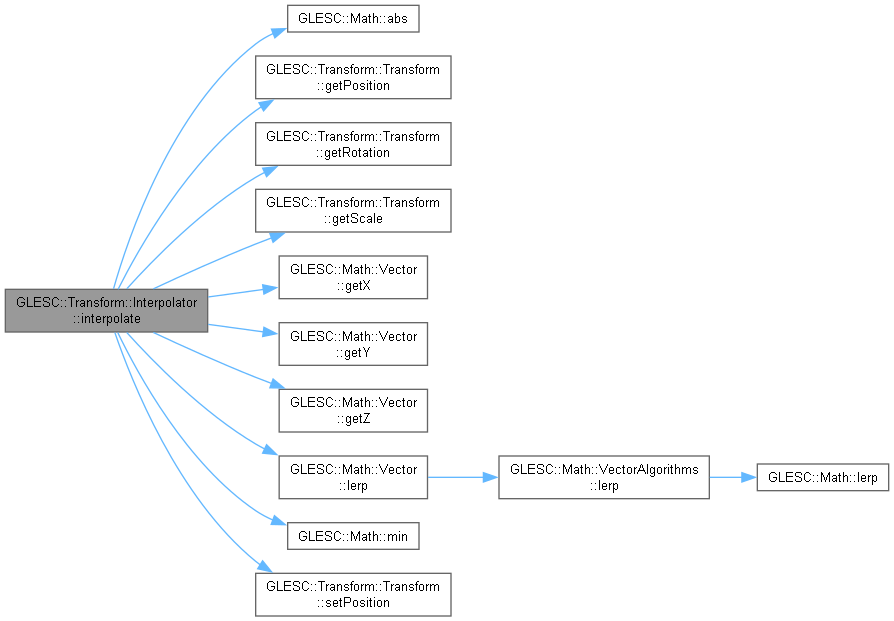 GLESC::Math::abs
GLESC::Transform::Transform
::getPosition
GLESC::Transform::Transform
::getRotation
GLESC::Transform::Transform
::getScale
GLESC::Math::Vector
::getX
GLESC::Transform::Interpolator
::interpolate
GLESC::Math::Vector
::getY
GLESC::Math::Vector
::getZ
GLESC::Math::Vector
::lerp
GLESC::Math::VectorAlgorithms
::lerp
GLESC::Math::lerp
GLESC::Math::min
GLESC::Transform::Transform
::setPosition